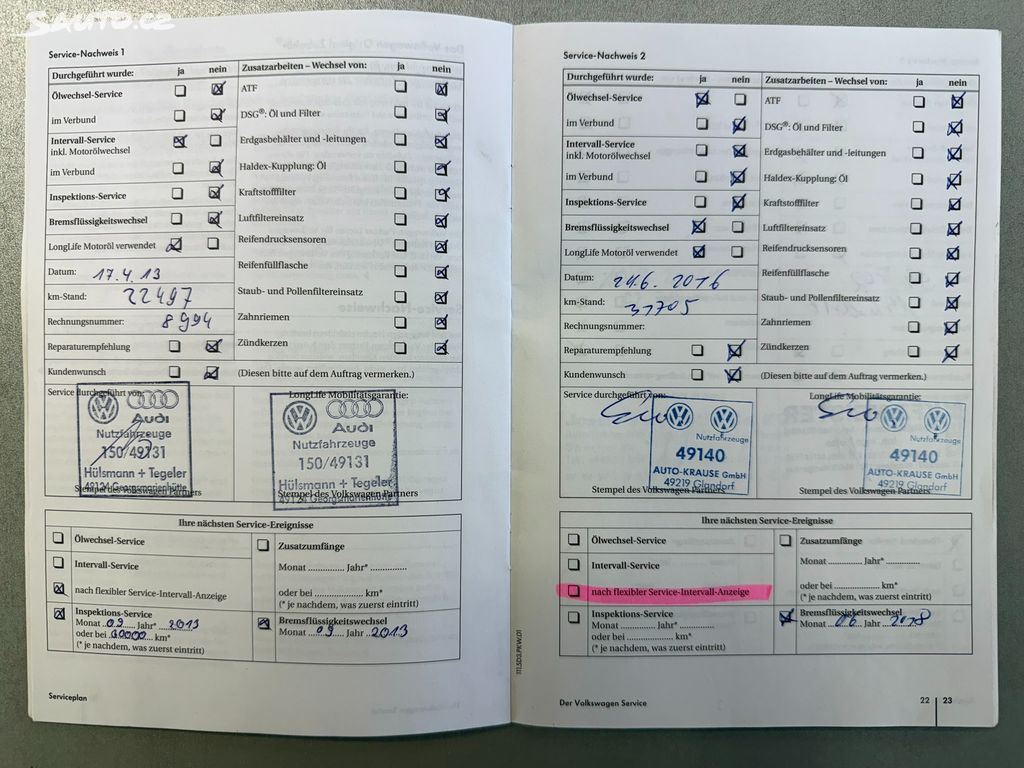 SAUTO.CZ
Service-Nachweis 1
Durchgeführt wurde: ja nein Zusatzarbeiten – Wechsel von: ja nein
Ölwechsel-Service
ATF
im Verbund
DSG®: Öl und Filter
Intervall-Service
inkl. Motorölwechsel
Erdgasbehälter und -leitungen
im Verbund
Haldex-Kupplung: Öl
Inspektions-Service
Kraftstofffilter
Bremsflüssigkeitswechsel
Luftfiltereinsatz
LongLife Motoröl verwendet
Reifendrucksensoren
Datum: 17.4.13
Reifenfüllflasche
km-Stand: 22497
Staub- und Pollenfiltereinsatz
Rechnungsnummer: 8994
Zahnriemen
Reparaturempfehlung
Zündkerzen
Kundenwunsch
(Diesen bitte auf dem Auftrag vermerken.)
Service durchgeführt von:
LongLife Mobilitätsgarantie:
Audi
Nutzfahrzeuge
150/49131
Hülsmann + Tegeler
49124 Georgsmarienhütte
Audi
Nutzfahrzeuge
150/49131
Hülsmann + Tegeler
49124 Georgsmarienhütte
Stempel des Volkswagen Partners
Stempel des Volkswagen Partners
Ihre nächsten Service-Ereignisse
Ölwechsel-Service
Zusatzumfänge
Intervall-Service
Monat .............. Jahr* ..............
nach flexibler Service-Intervall-Anzeige
oder bei .................... km*
(* je nachdem, was zuerst eintritt)
Inspektions-Service
Monat 09 Jahr* 2013
oder bei 60000 km*
(* je nachdem, was zuerst eintritt)
Bremsflüssigkeitswechsel
Monat 09 Jahr 2013
Serviceplan
Service-Nachweis 2
Durchgeführt wurde: ja nein Zusatzarbeiten – Wechsel von: ja nein
Ölwechsel-Service
ATF
im Verbund
DSG®: Öl und Filter
Intervall-Service
inkl. Motorölwechsel
Erdgasbehälter und -leitungen
im Verbund
Haldex-Kupplung: Öl
Inspektions-Service
Kraftstofffilter
Bremsflüssigkeitswechsel
Luftfiltereinsatz
LongLife Motoröl verwendet
Reifendrucksensoren
Datum: 6. 2016
Reifenfüllflasche
km-Stand: 31705
Staub- und Pollenfiltereinsatz
Rechnungsnummer:
Zahnriemen
Reparaturempfehlung
Zündkerzen
Kundenwunsch
(Diesen bitte auf dem Auftrag vermerken.)
Service durchgeführt von:
LongLife Mobilitätsgarantie:
Nutzfahrzeuge
49140
AUTO-KRAUSE GmbH
49219 Glandorf
Nutzfahrzeuge
49140
AUTO-KRAUSE GmbH
49219 Glandorf
Stempel des Volkswagen Partners
Stempel des Volkswagen Partners
Ihre nächsten Service-Ereignisse
Ölwechsel-Service
Zusatzumfänge
Intervall-Service
Monat .............. Jahr* ..............
nach flexibler Service-Intervall-Anzeige
oder bei .................... km*
(* je nachdem, was zuerst eintritt)
Inspektions-Service
Monat .............. Jahr* ..............
oder bei .................... km*
(* je nachdem, was zuerst eintritt)
Bremsflüssigkeitswechsel
Monat 06 Jahr 2018
11L5D3.PKW.01
Der Volkswagen Service
22 | 23